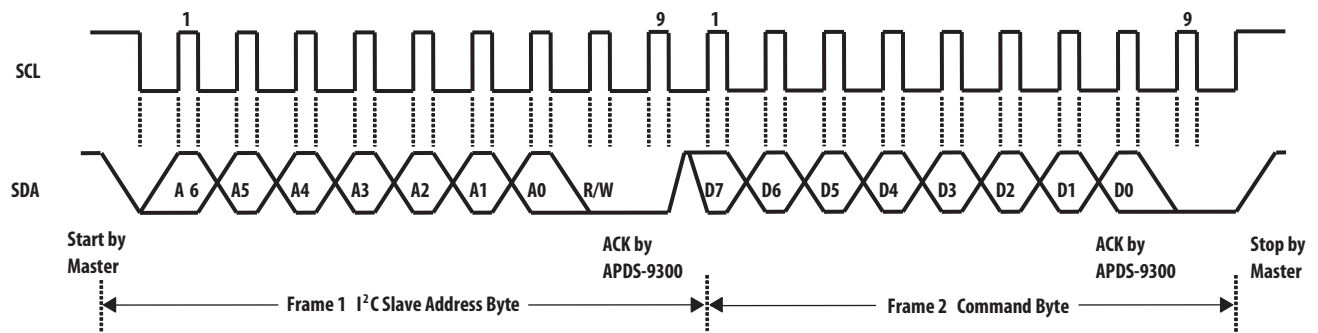 1 9 1 9
SCL
SDA
A 6 A5 A4 A3 A2 A1 A0 R/W D7 D6 D5 D4 D3 D2 D1 D0
Start by
Master
ACK by
APDS-9300
ACK by
APDS-9300
Stop by
Master
Frame 1 I²C Slave Address Byte
Frame 2 Command Byte